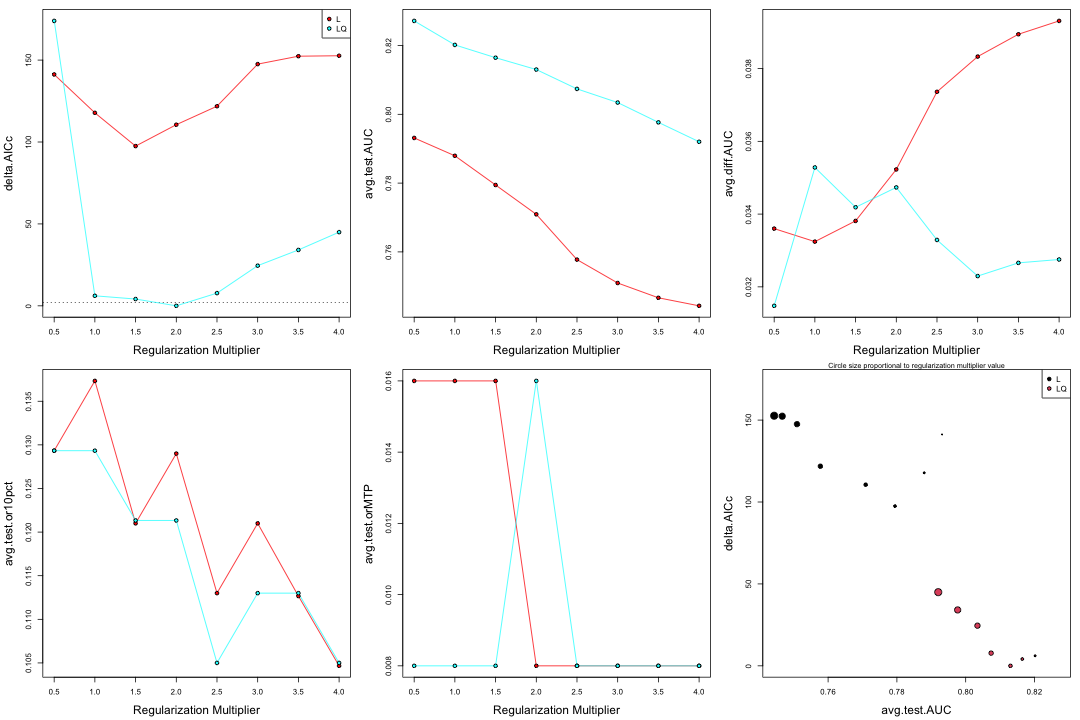 L
LQ
delta.AICc
0
50
100
150
0.5 1.0 1.5 2.0 2.5 3.0 3.5 4.0
Regularization Multiplier
avg.test.AUC
0.76
0.78
0.80
0.82
0.5 1.0 1.5 2.0 2.5 3.0 3.5 4.0
Regularization Multiplier
avg.diff.AUC
0.032
0.034
0.036
0.038
0.5 1.0 1.5 2.0 2.5 3.0 3.5 4.0
Regularization Multiplier
avg.test.or10pct
0.105
0.110
0.115
0.120
0.125
0.130
0.135
0.5 1.0 1.5 2.0 2.5 3.0 3.5 4.0
Regularization Multiplier
avg.test.orMTP
0.008
0.010
0.012
0.014
0.016
0.5 1.0 1.5 2.0 2.5 3.0 3.5 4.0
Regularization Multiplier
Circle size proportional to regularization multiplier value
L
LQ
delta.AICc
0
50
100
150
0.76 0.78 0.80 0.82
avg.test.AUC